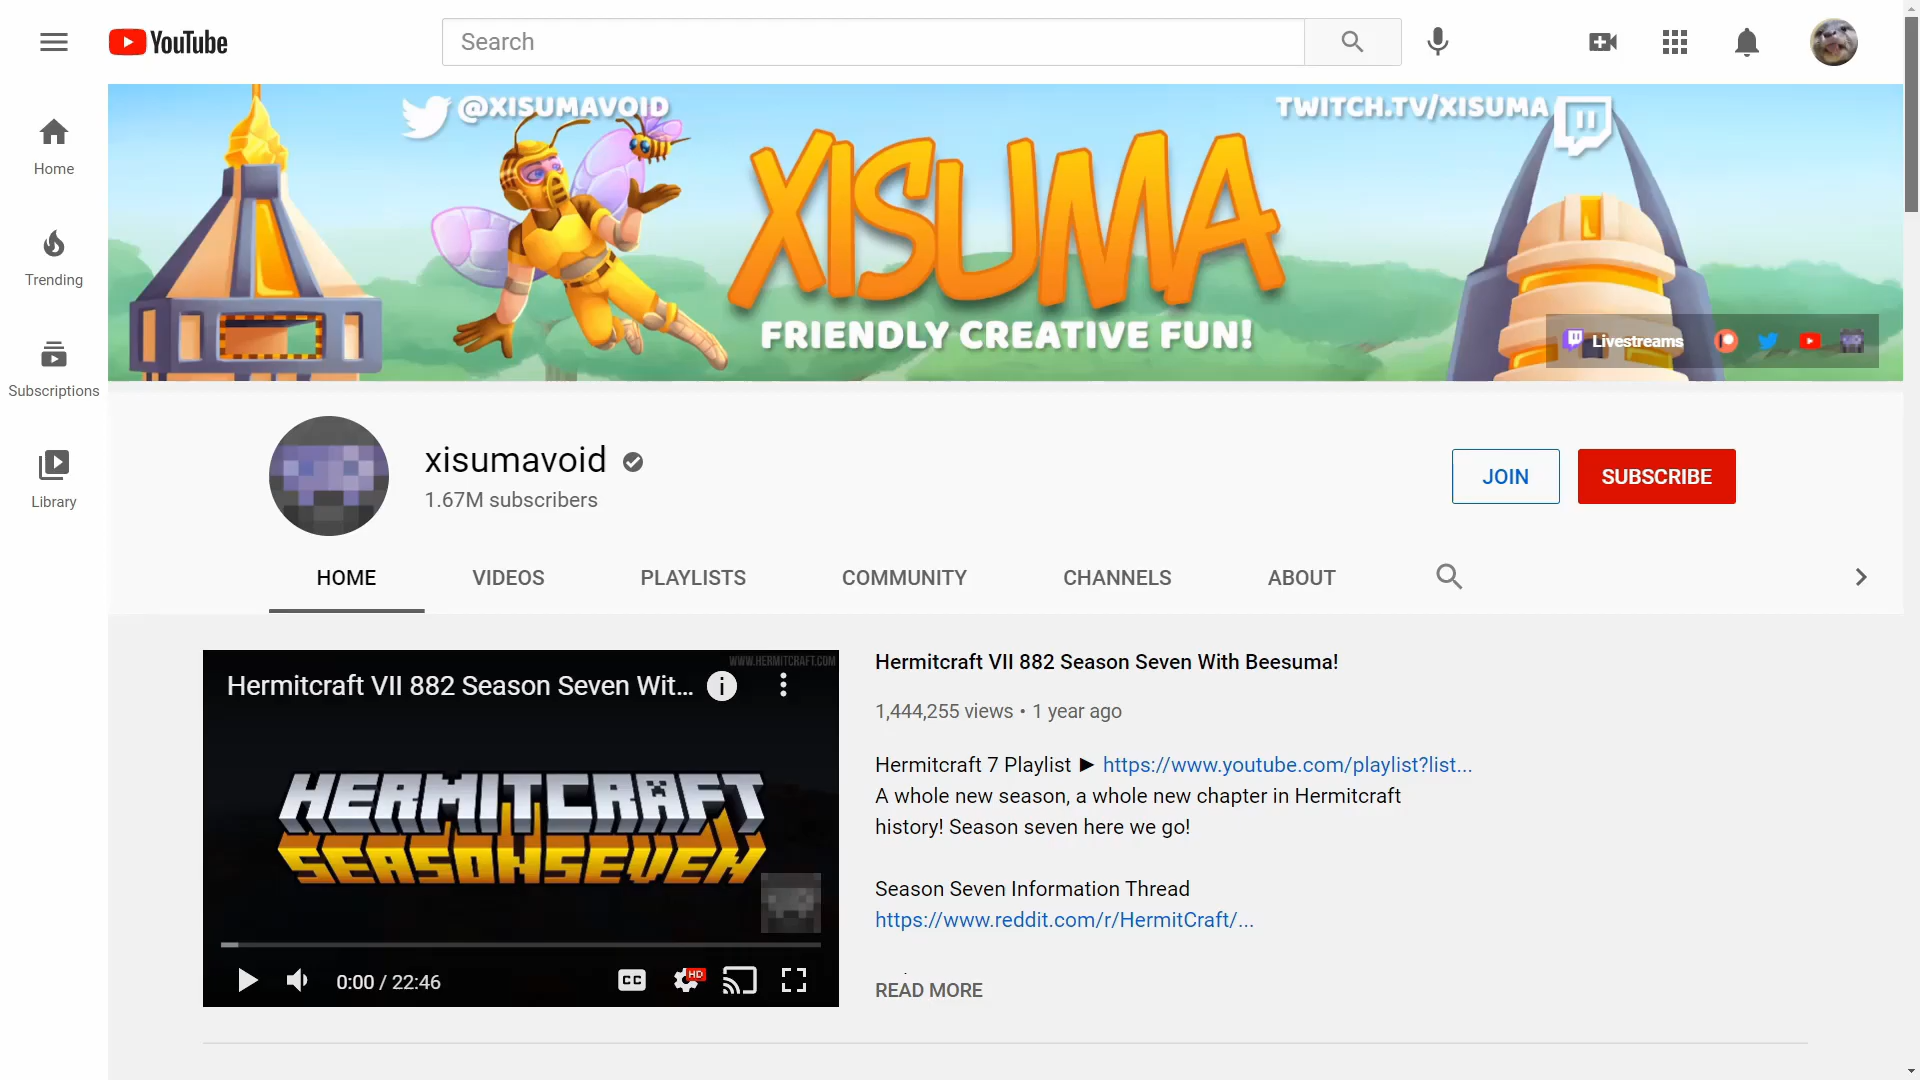 YouTube
Search
Home
Trending
Subscriptions
Library
@XISUMAVOID
TWITCH.TV/XISUMA
XISUMA
FRIENDLY CREATIVE FUN!
Livestreams
xisumavoid
1.67M subscribers
JOIN
SUBSCRIBE
HOME
VIDEOS
PLAYLISTS
COMMUNITY
CHANNELS
ABOUT
WWW.HERMITCRAFT.COM
Hermitcraft VII 882 Season Seven Wit...
HERMITCRAFT
SEASON SEVEN
0:00 / 22:46
CC
HD
Hermitcraft VII 882 Season Seven With Beesuma!
1,444,255 views • 1 year ago
Hermitcraft 7 Playlist ► https://www.youtube.com/playlist?list...
A whole new season, a whole new chapter in Hermitcraft
history! Season seven here we go!
Season Seven Information Thread
https://www.reddit.com/r/HermitCraft/...
READ MORE